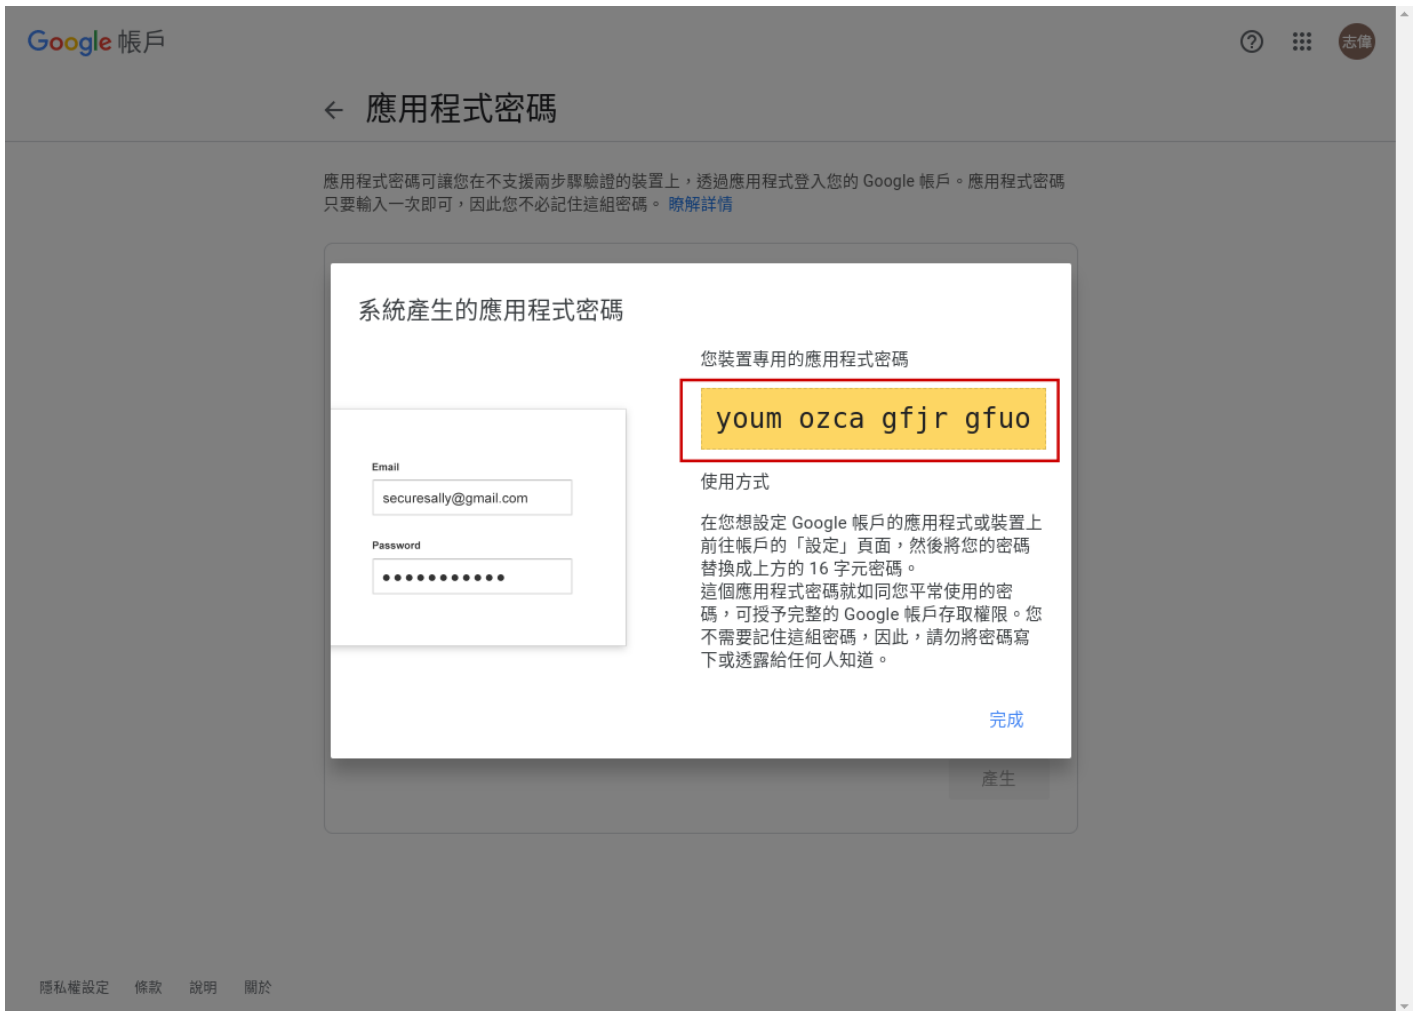 Google 帳戶
志偉
應用程式密碼
應用程式密碼可讓您在不支援兩步驟驗證的裝置上，透過應用程式登入您的 Google 帳戶。應用程式密碼
只要輸入一次即可，因此您不必記住這組密碼。 瞭解詳情
系統產生的應用程式密碼
Email
securesally@gmail.com
Password
您裝置專用的應用程式密碼
youm ozca gfjr gfuo
使用方式
在您想設定 Google 帳戶的應用程式或裝置上
前往帳戶的「設定」頁面，然後將您的密碼
替換成上方的 16 字元密碼。
這個應用程式密碼就如同您平常使用的密
碼，可授予完整的 Google 帳戶存取權限。您
不需要記住這組密碼，因此，請勿將密碼寫
下或透露給任何人知道。
完成
產生
隱私權設定 條款 說明 關於